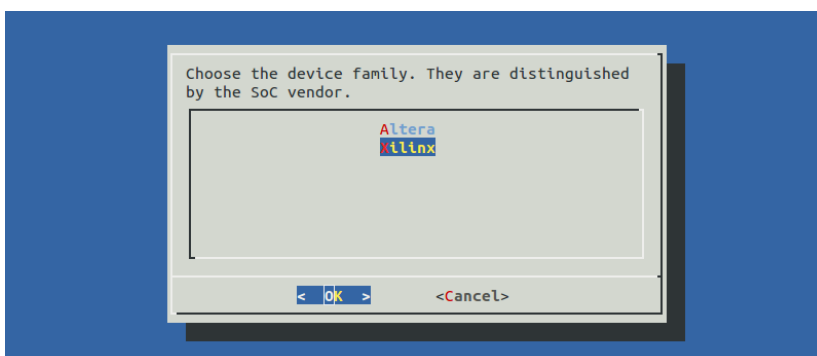 Choose the device family. They are distinguished
by the SoC vendor.
Altera
Xilinx
< OK > <Cancel>